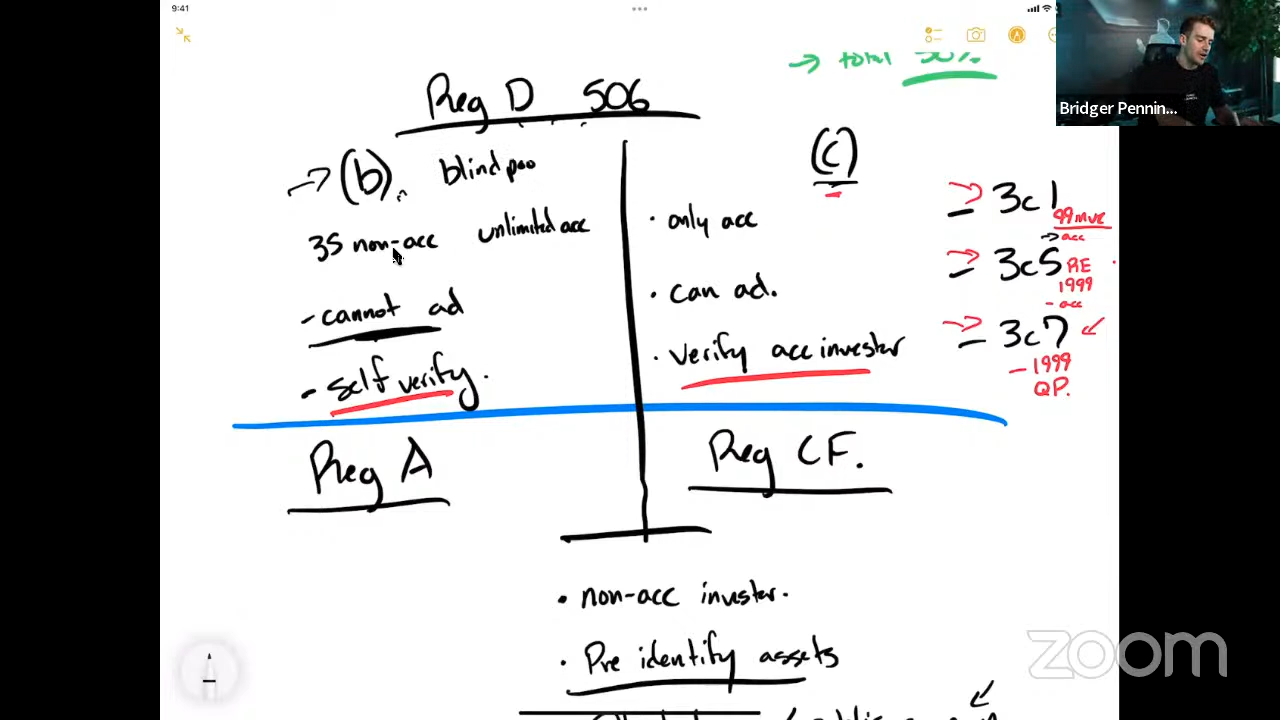 9:41
Bridger Pennin...
→ total 50%
Reg D 506
→ (b). blind poo
(c)
35 non-acc unlimited acc
- cannot ad
- self verify.
· only acc
· can ad.
· verify acc investor
→ - 3c1
99 mve
→ acc
→ - 3c5 RE
1999
- acc
→ - 3c7
- 1999
QP.
Reg A
Reg CF.
• non-acc investor.
• Pre identify assets
zoom